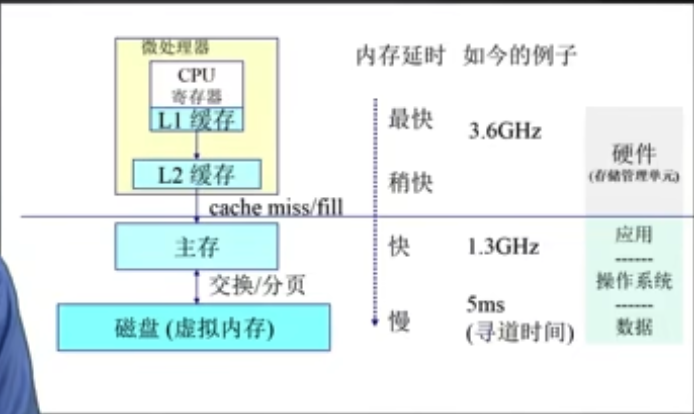 微处理器
CPU
寄存器
L1 缓存
L2 缓存
cache miss/fill
主存
交换/分页
磁盘 (虚拟内存)
内存延时 如今的例子
最快 3.6GHz
稍快
快 1.3GHz
慢 5ms
(寻道时间)
硬件
(存储管理单元)
应用
------
操作系统
------
数据